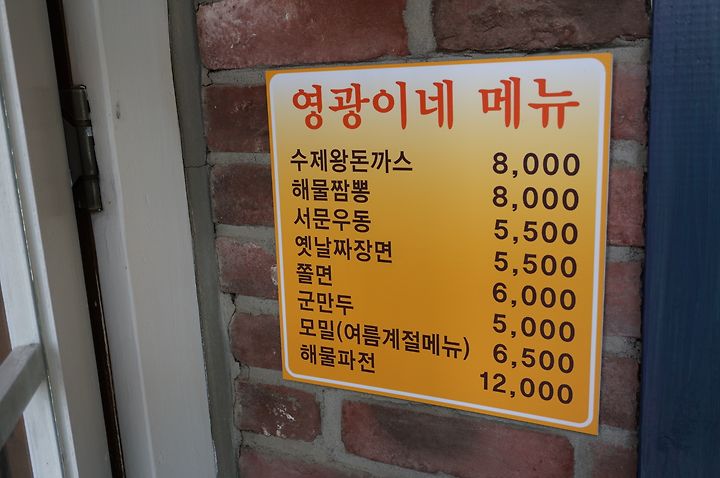 영광이네 메뉴
수제왕돈까스 8,000
해물짬뽕 8,000
서문우동 5,500
옛날짜장면 5,500
쫄면 6,000
군만두 5,000
모밀(여름계절메뉴) 6,500
해물파전 12,000